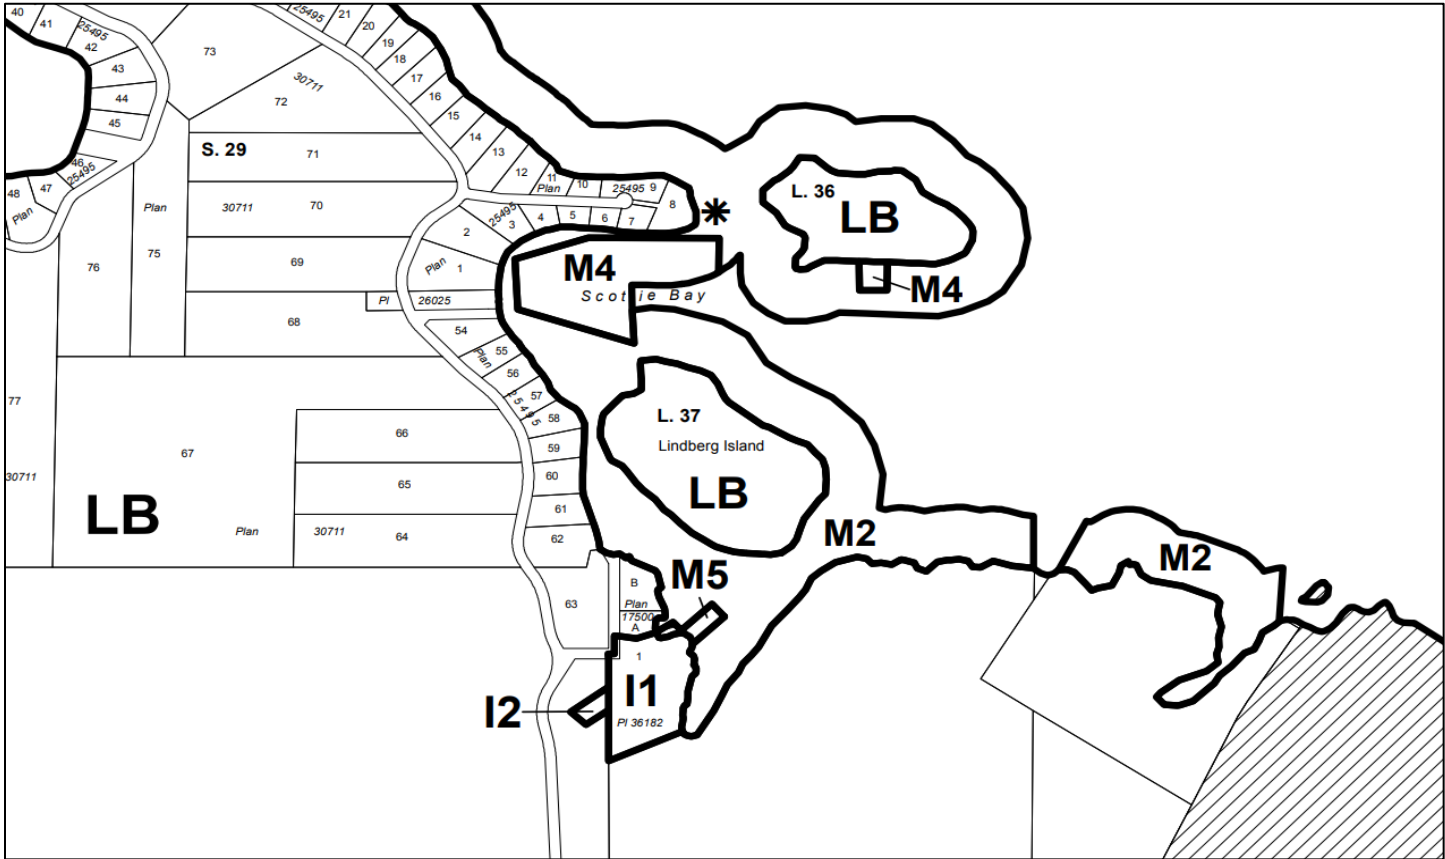 40
41
25495
42
43
44
45
46
25495
47
48
Plan
73
30711
72
S. 29
71
Plan
30711
70
75
76
69
Pl
26025
68
77
67
30711
LB
Plan
30711
66
65
64
25495
21
20
19
18
17
16
15
14
13
12
11
10
Plan
25495
9
8
7
6
5
4
3
25495
2
Plan
1
54
Plan
55
56
57
25495
58
59
60
61
62
63
B
Plan
17500
A
1
I1
Pl 36182
I2
M5
M4
Scottie Bay
L. 36
LB
M4
L. 37
Lindberg Island
LB
M2
M2